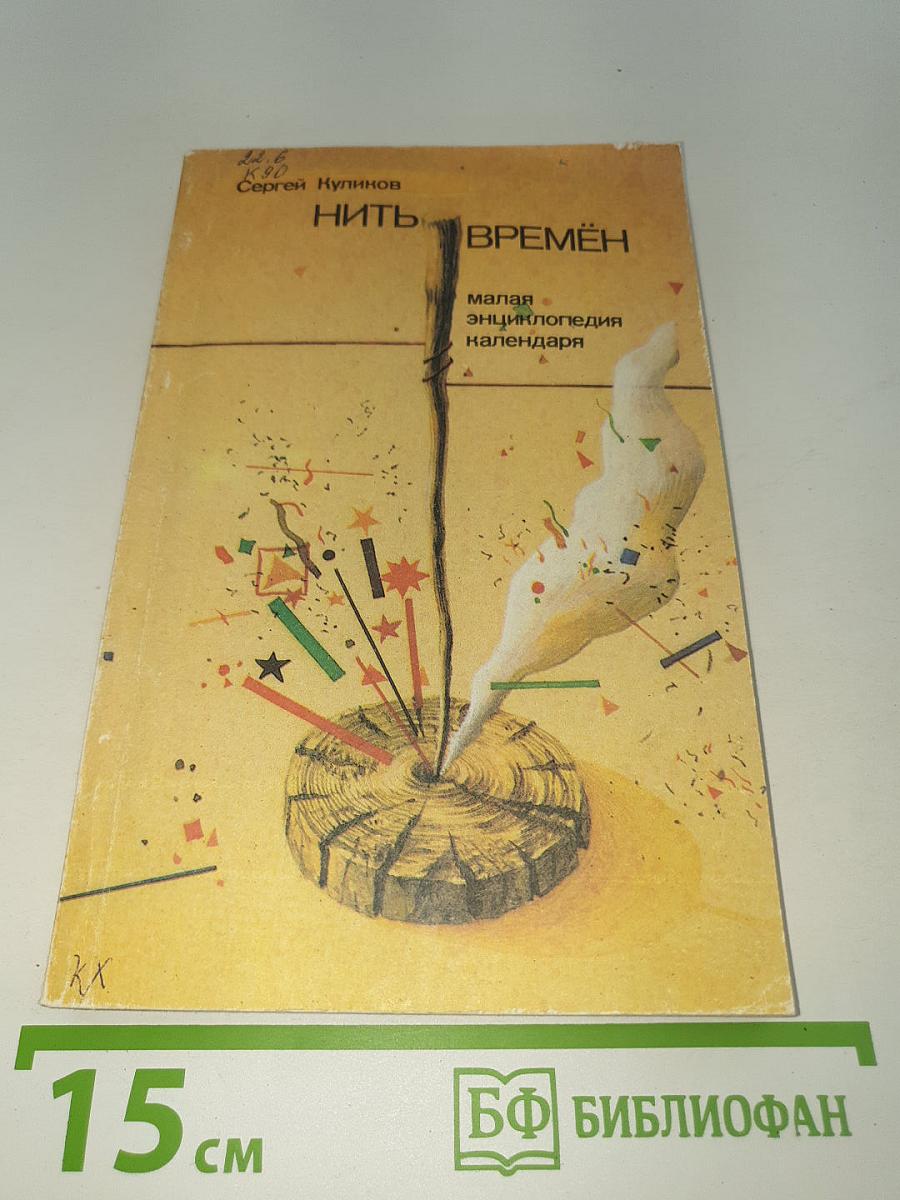 22.6
К90
Сергей Куликов
НИТЬ
ВРЕМЁН
малая
энциклопедия
календаря
КХ
15 см
БФ БИБЛИОФАН